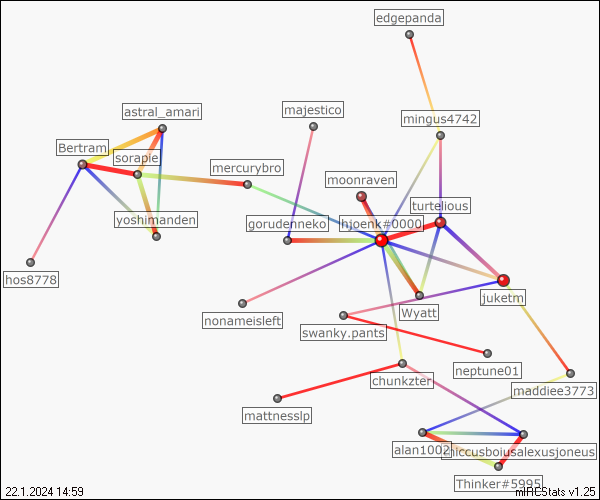 edgepanda
astral_amari
majestico
mingus4742
Bertram
sorapie
mercurybro
moonraven
turtelious
yoshimanden
gorudenneko
hjoenk#0000
hos8778
nonameisleft
Wyatt
juketm
swanky.pants
neptune01
chunkzter
maddiee3773
mattnesslp
alan1002
chiccusboiusalexusjoneus
Thinker#5995
22.1.2024 14:59
mIRCStats v1.25